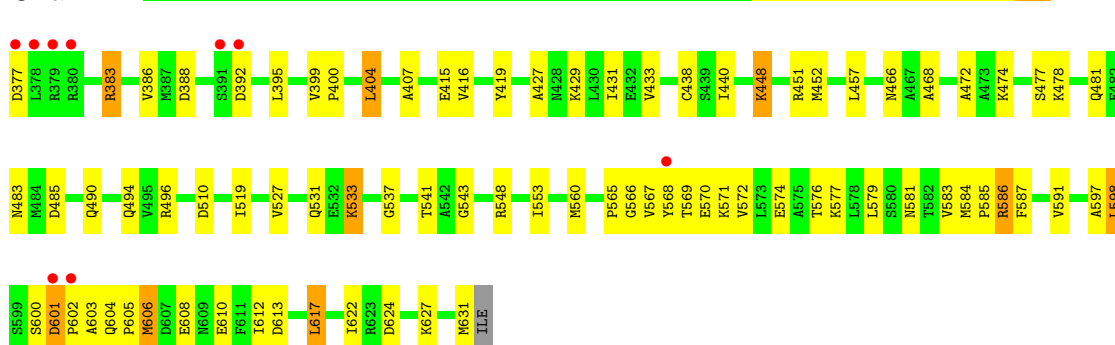 D377 L378 R379 R380 R383 V386 M387 D388 S391 D392 L395 V399 P400 L404 A407 E415 V416 Y419 A427 N428 K429 L430 I431 E432 V433 C438 S439 I440 K448 R451 M452 L457 N466 A467 A468 A472 A473 K474 S477 K478 Q481
N483 M484 D485 Q490 Q494 V495 R496 D510 I519 V527 Q531 E532 K533 G537 T541 A542 G543 R548 I553 M560 P565 G566 V567 Y568 T569 E570 K571 V572 L573 E574 A575 T576 K577 L578 L579 S580 N581 T582 V583 M584 P585 R586 F587 V591 A597 L598
S599 S600 D601 P602 A603 Q604 P605 M606 D607 E608 N609 E610 F611 I612 D613 L617 I622 R623 D624 K627 M631 ILE